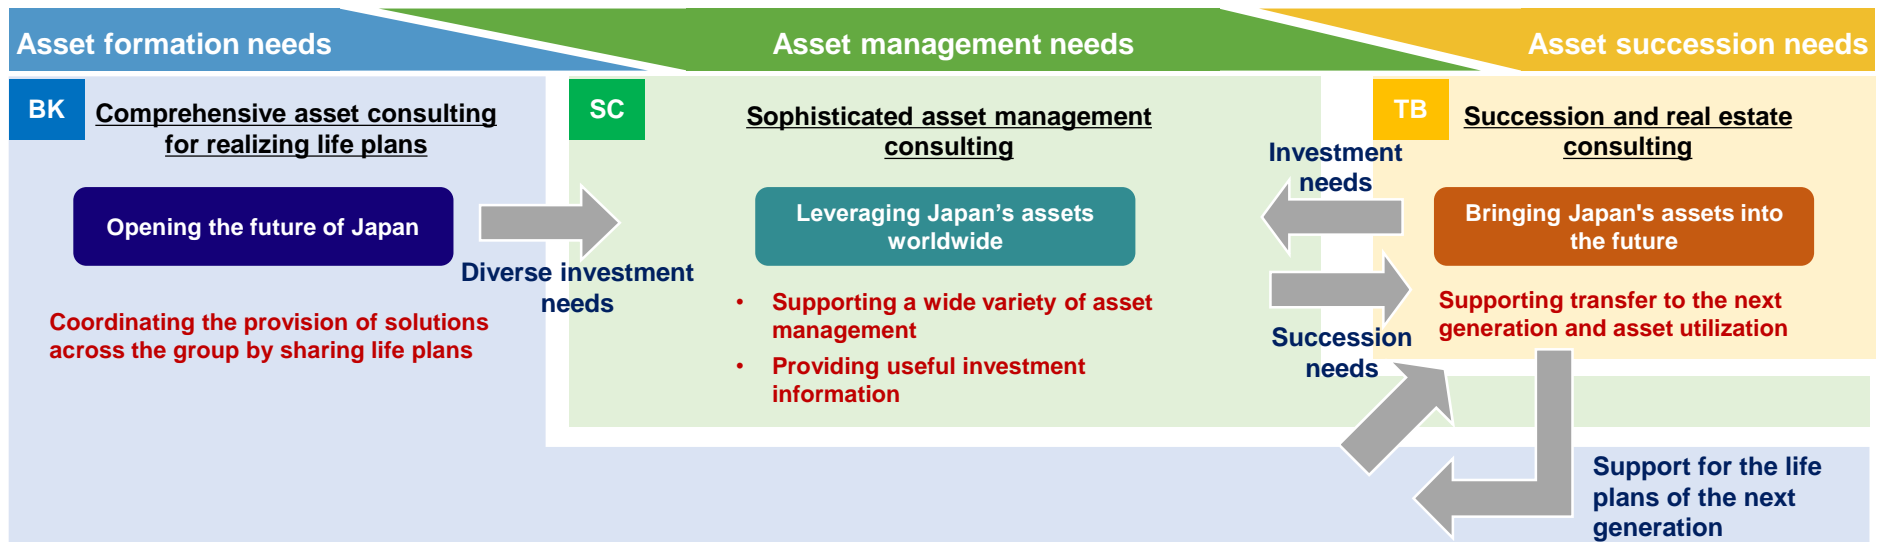 Asset formation needs
Asset management needs
Asset succession needs
BK
Comprehensive asset consulting
for realizing life plans
Opening the future of Japan
Coordinating the provision of solutions
across the group by sharing life plans
Diverse investment
needs
SC
Sophisticated asset management
consulting
Leveraging Japan’s assets
worldwide
• Supporting a wide variety of asset
management
• Providing useful investment
information
Investment
needs
Succession
needs
TB
Succession and real estate
consulting
Bringing Japan's assets into
the future
Supporting transfer to the next
generation and asset utilization
Support for the life
plans of the next
generation